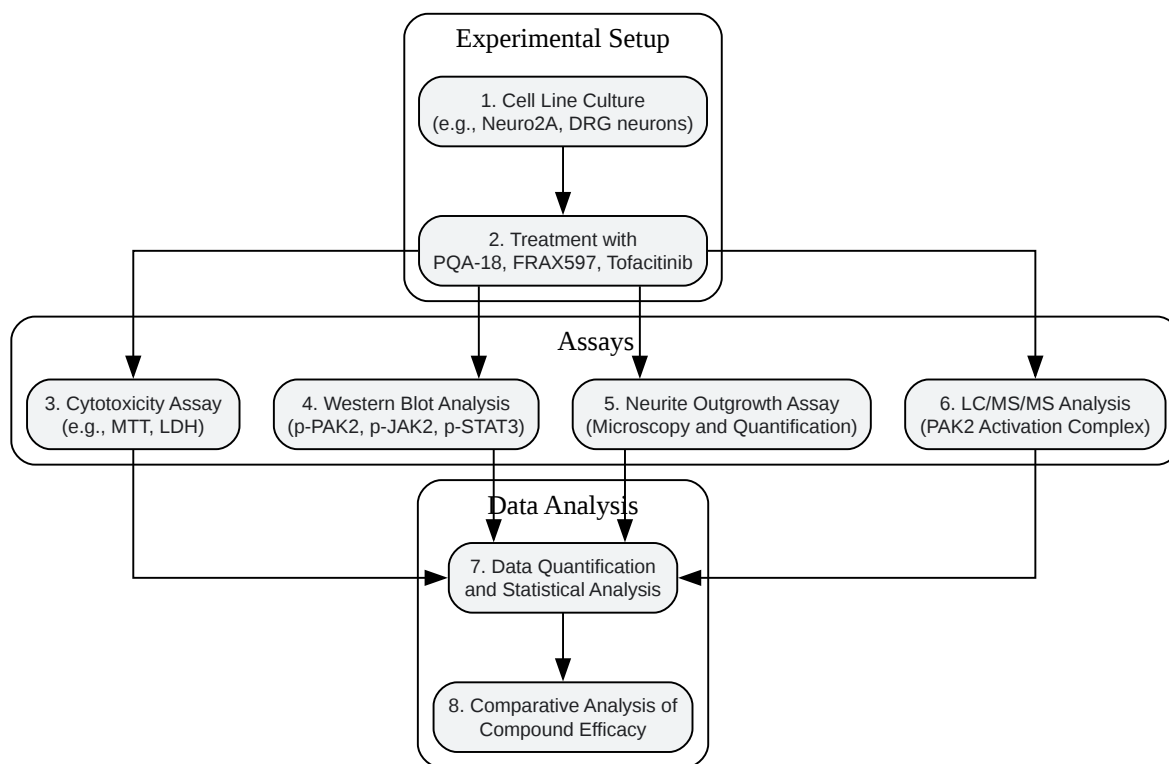 Experimental Setup
1. Cell Line Culture
(e.g., Neuro2A, DRG neurons)
2. Treatment with
PQA-18, FRAX597, Tofacitinib
Assays
3. Cytotoxicity Assay
(e.g., MTT, LDH)
4. Western Blot Analysis
(p-PAK2, p-JAK2, p-STAT3)
5. Neurite Outgrowth Assay
(Microscopy and Quantification)
6. LC/MS/MS Analysis
(PAK2 Activation Complex)
Data Analysis
7. Data Quantification
and Statistical Analysis
8. Comparative Analysis of
Compound Efficacy